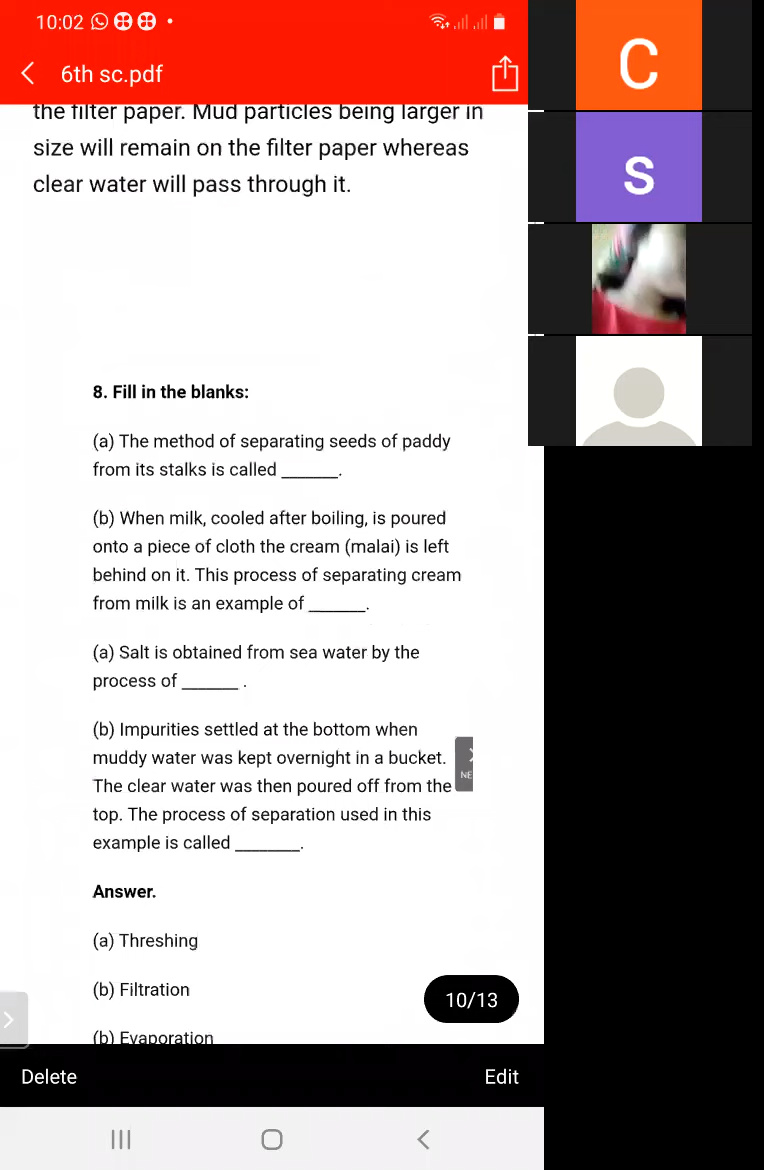 10:02
6th sc.pdf
the filter paper. Mud particles being larger in
size will remain on the filter paper whereas
clear water will pass through it.
8. Fill in the blanks:
(a) The method of separating seeds of paddy
from its stalks is called ______.
(b) When milk, cooled after boiling, is poured
onto a piece of cloth the cream (malai) is left
behind on it. This process of separating cream
from milk is an example of ______.
(a) Salt is obtained from sea water by the
process of ______ .
(b) Impurities settled at the bottom when
muddy water was kept overnight in a bucket.
The clear water was then poured off from the
top. The process of separation used in this
example is called _______.
Answer.
(a) Threshing
(b) Filtration
(b) Evaporation
NE
10/13
Delete
Edit
C
S